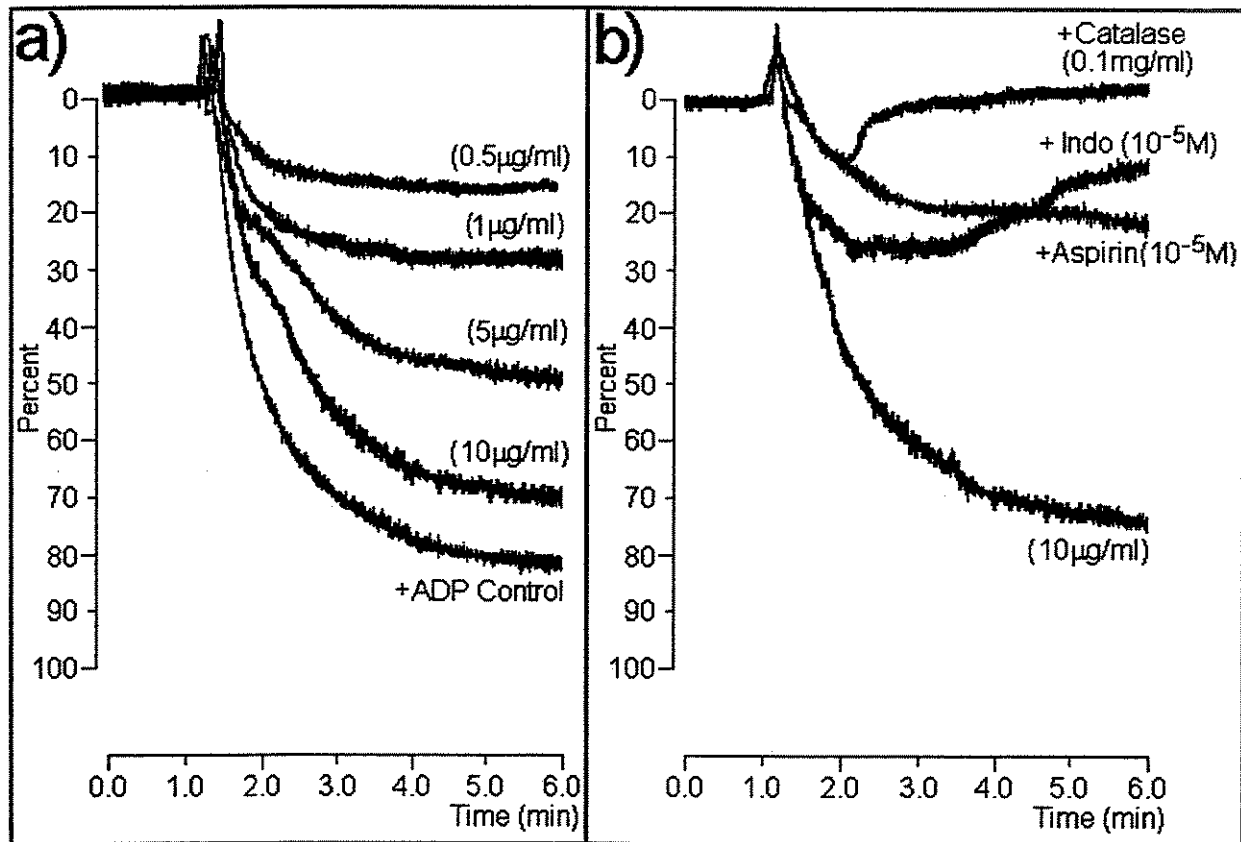 a)
0
10
20
30
40
50
60
70
80
90
100
Percent
(0.5µg/ml)
(1µg/ml)
(5µg/ml)
(10µg/ml)
+ADP Control
0.0 1.0 2.0 3.0 4.0 5.0 6.0
Time (min)
b)
0
10
20
30
40
50
60
70
80
90
100
Percent
+Catalase
(0.1mg/ml)
+ Indo (10⁻⁵M)
+Aspirin(10⁻⁵M)
(10µg/ml)
0.0 1.0 2.0 3.0 4.0 5.0 6.0
Time (min)